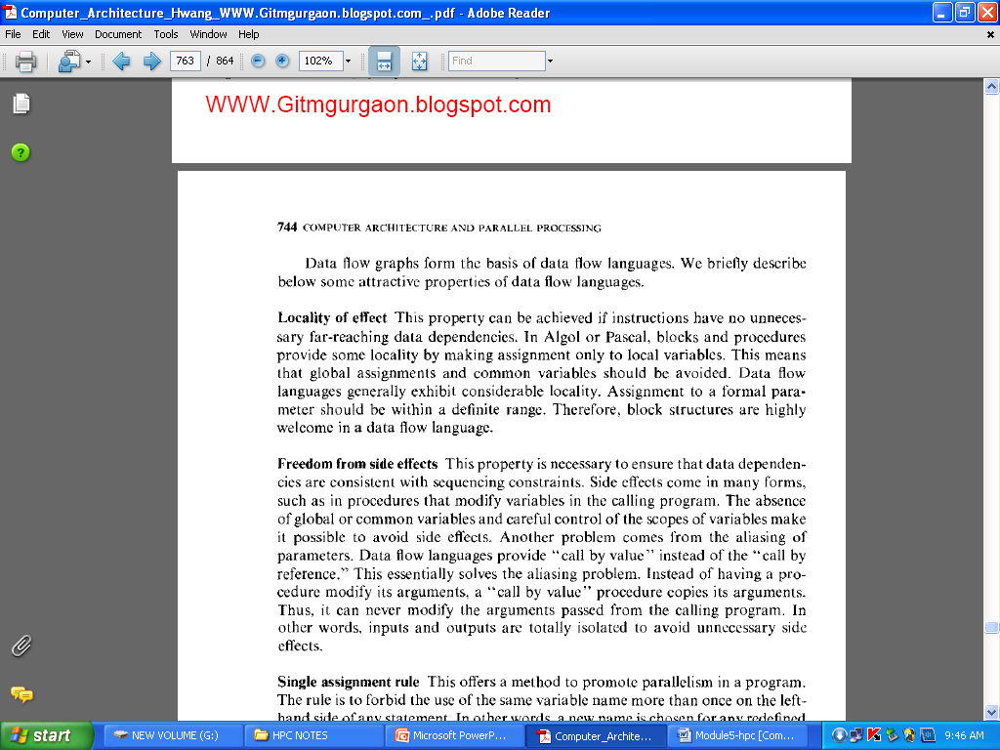 Computer_Architecture_Hwang_WWW.Gitmgurgaon.blogspot.com_.pdf - Adobe Reader
File Edit View Document Tools Window Help
763 / 864 102% Find
WWW.Gitmgurgaon.blogspot.com
744 COMPUTER ARCHITECTURE AND PARALLEL PROCESSING
Data flow graphs form the basis of data flow languages. We briefly describe
below some attractive properties of data flow languages.
Locality of effect This property can be achieved if instructions have no unneces-
sary far-reaching data dependencies. In Algol or Pascal, blocks and procedures
provide some locality by making assignment only to local variables. This means
that global assignments and common variables should be avoided. Data flow
languages generally exhibit considerable locality. Assignment to a formal para-
meter should be within a definite range. Therefore, block structures are highly
welcome in a data flow language.
Freedom from side effects This property is necessary to ensure that data dependen-
cies are consistent with sequencing constraints. Side effects come in many forms,
such as in procedures that modify variables in the calling program. The absence
of global or common variables and careful control of the scopes of variables make
it possible to avoid side effects. Another problem comes from the aliasing of
parameters. Data flow languages provide "call by value" instead of the "call by
reference." This essentially solves the aliasing problem. Instead of having a pro-
cedure modify its arguments, a "call by value" procedure copies its arguments.
Thus, it can never modify the arguments passed from the calling program. In
other words, inputs and outputs are totally isolated to avoid unnecessary side
effects.
Single assignment rule This offers a method to promote parallelism in a program.
The rule is to forbid the use of the same variable name more than once on the left-
hand side of any statement. In other words, a new name is chosen for any redefined
start NEW VOLUME (G:) HPC NOTES Microsoft PowerP... Computer_Archite... Module5-hpc [Com... 9:46 AM